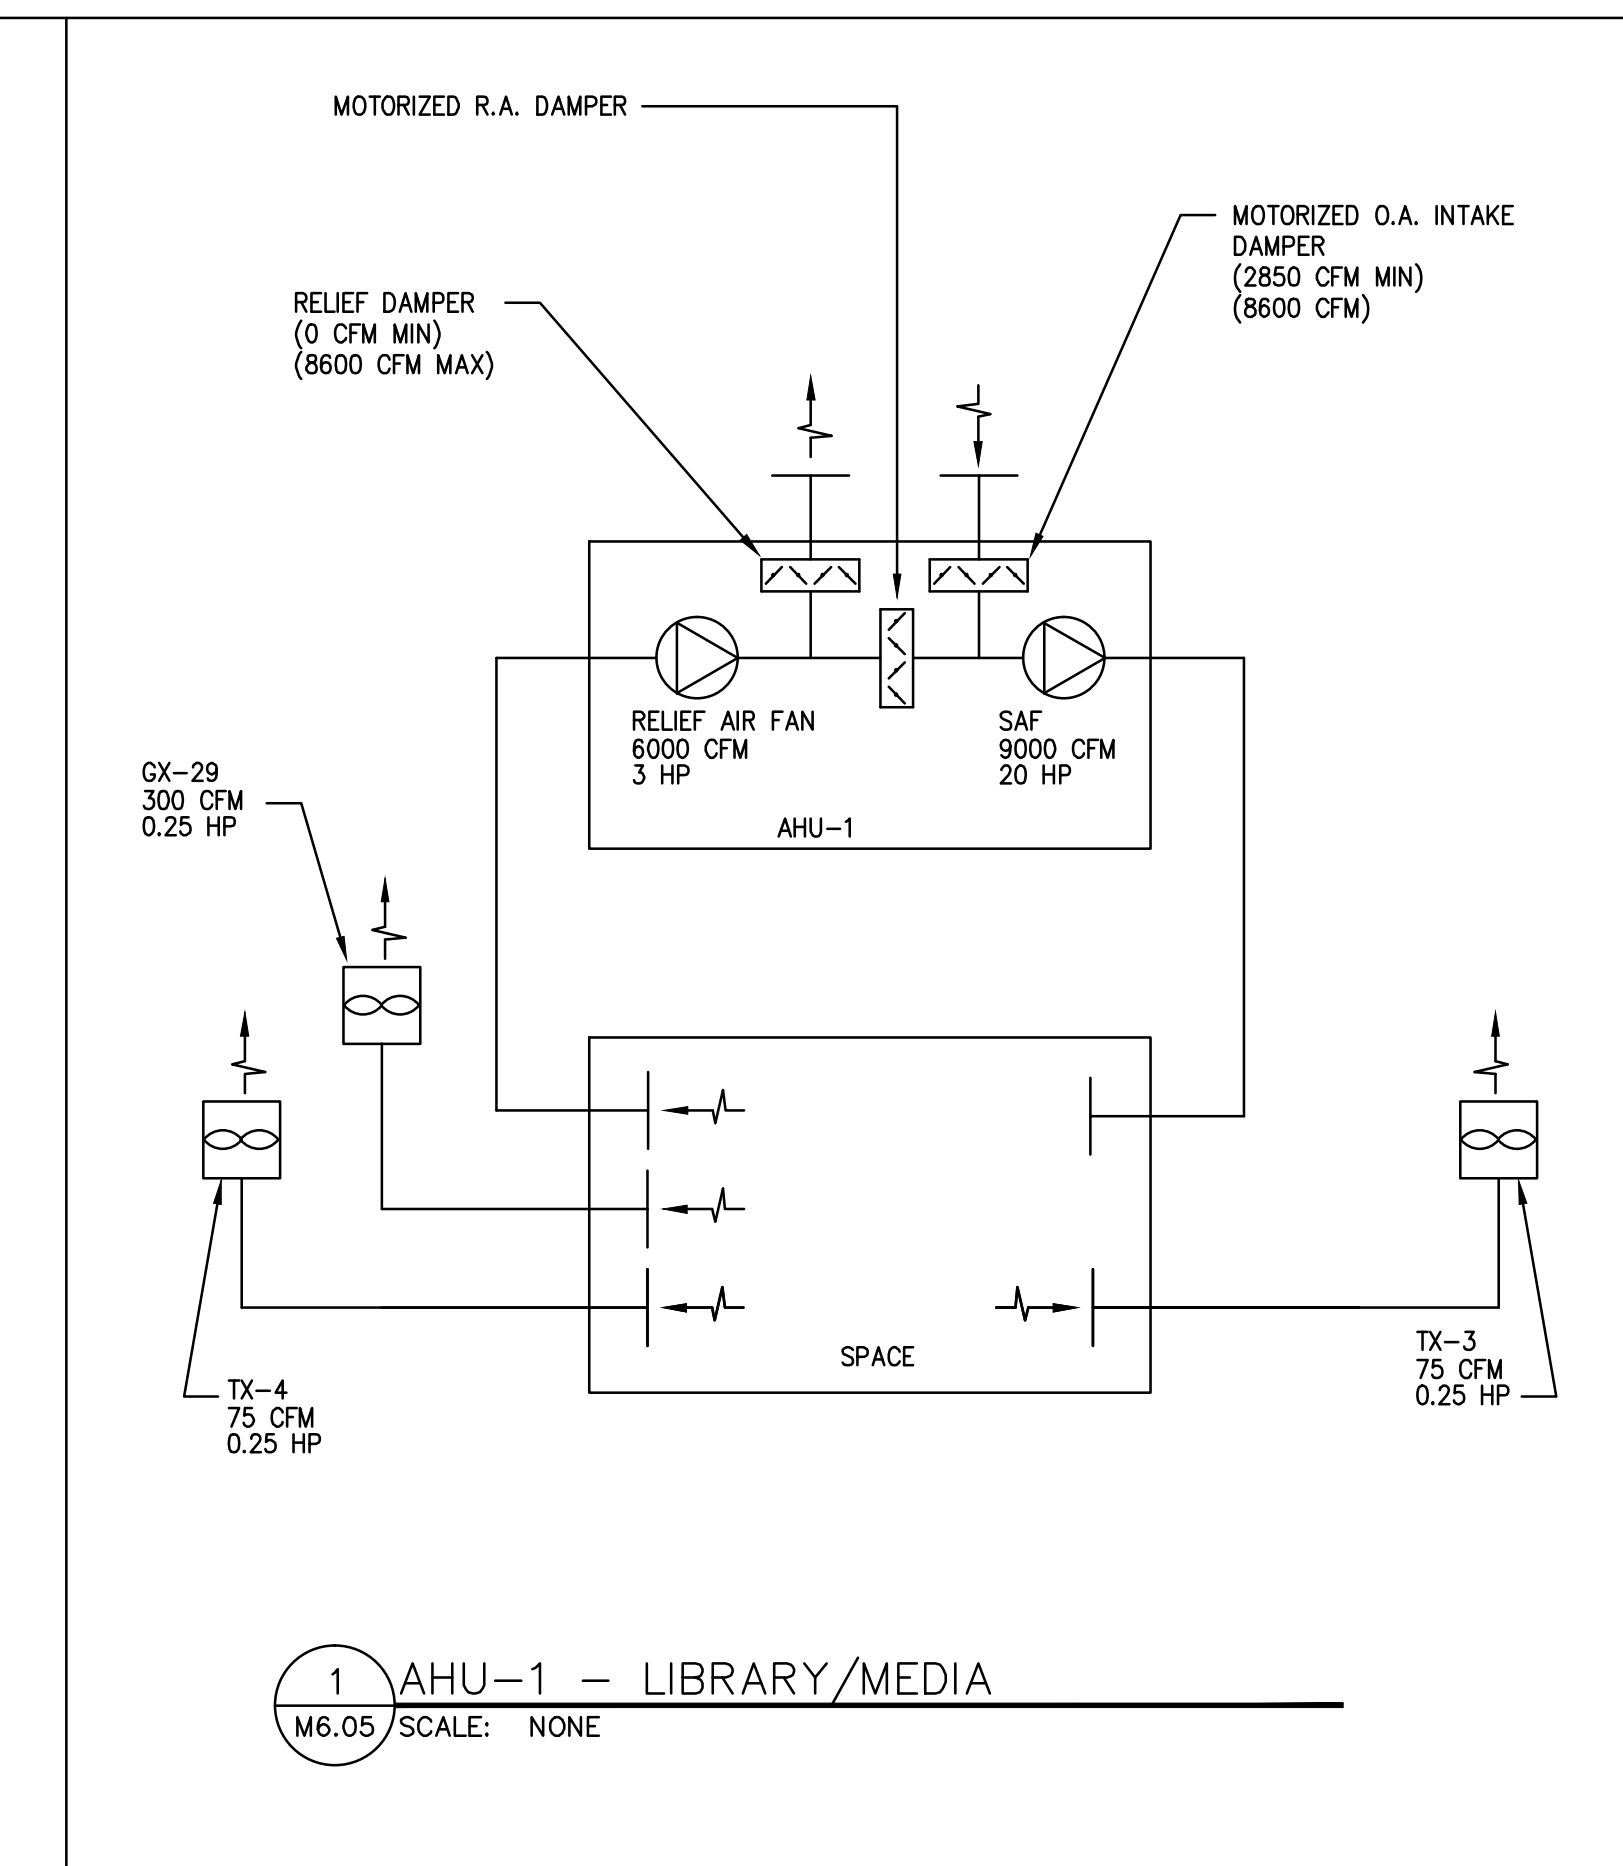 MOTORIZED R.A. DAMPER
MOTORIZED O.A. INTAKE
DAMPER
(2850 CFM MIN)
(8600 CFM)
RELIEF DAMPER
(0 CFM MIN)
(8600 CFM MAX)
RELIEF AIR FAN
6000 CFM
3 HP
SAF
9000 CFM
20 HP
AHU-1
GX-29
300 CFM
0.25 HP
SPACE
TX-3
75 CFM
0.25 HP
TX-4
75 CFM
0.25 HP
1
M6.05
AHU-1 - LIBRARY/MEDIA
SCALE: NONE